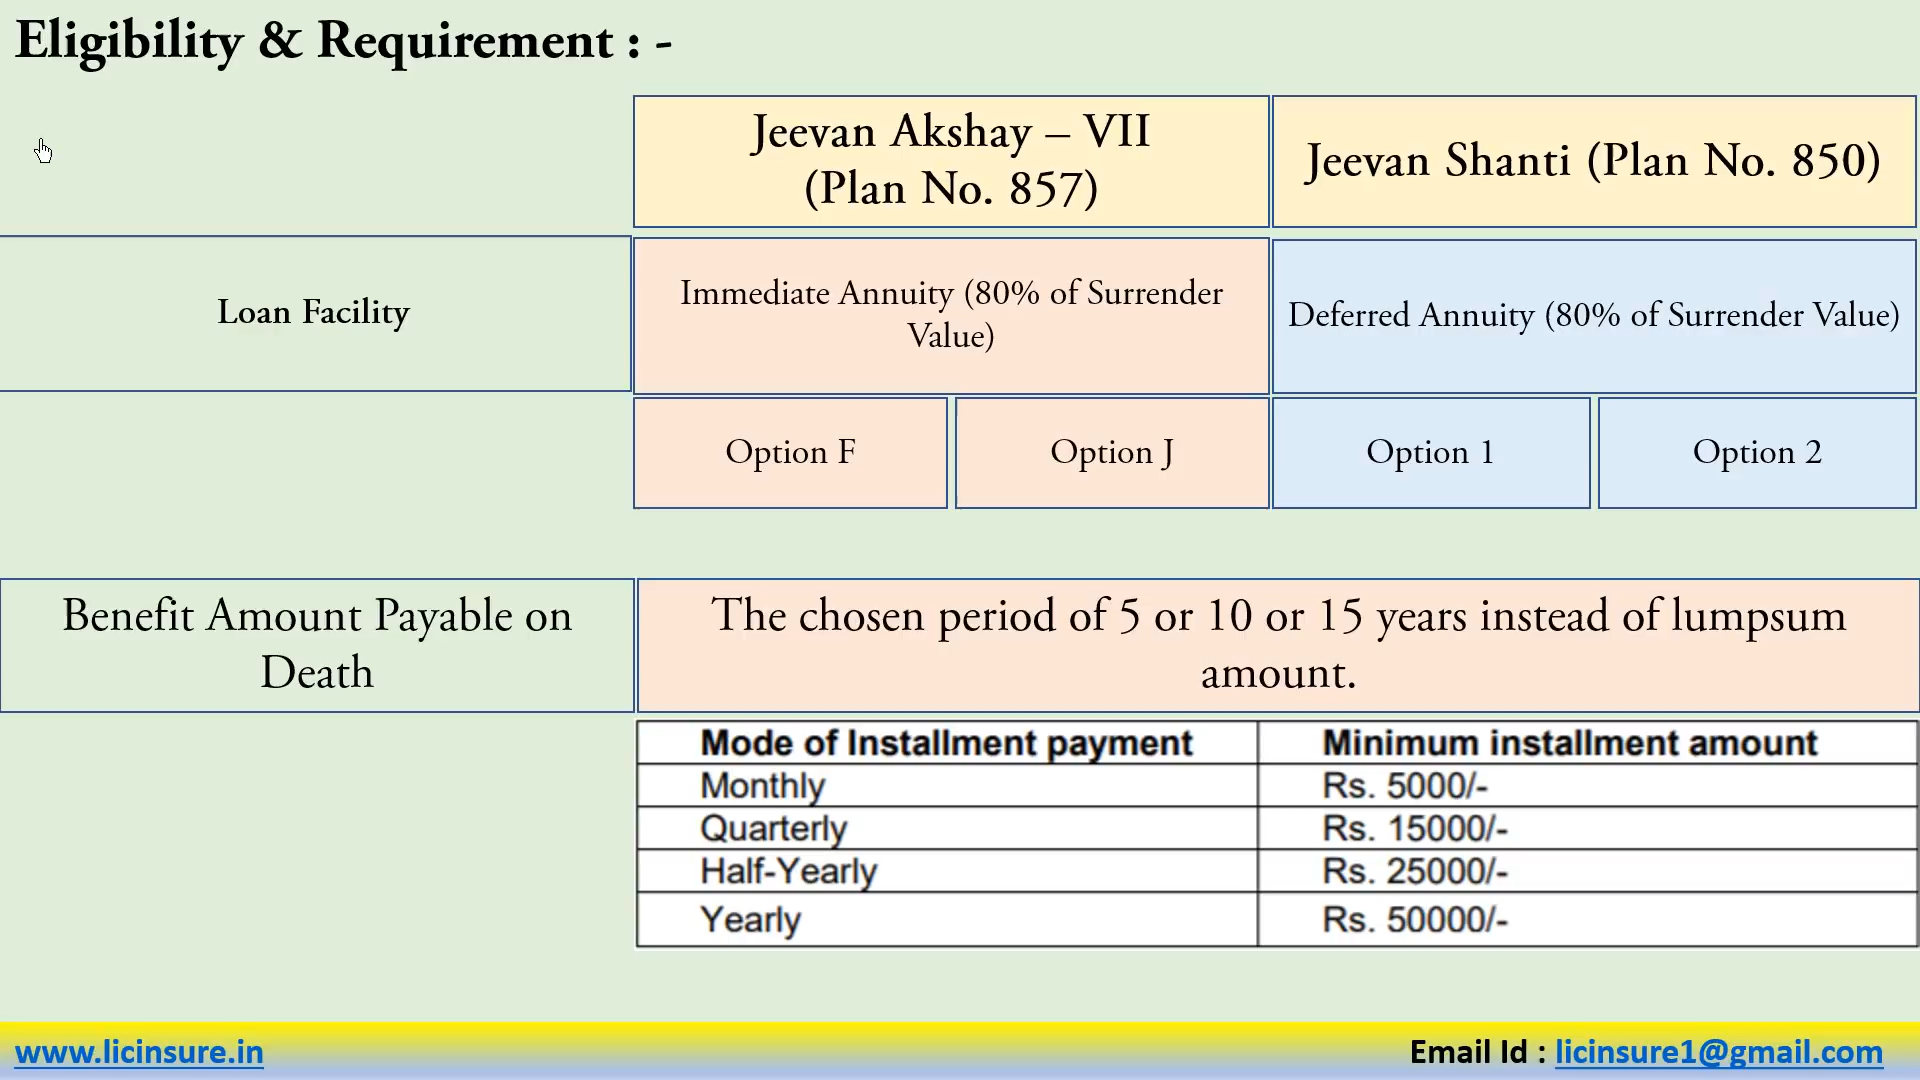 Eligibility & Requirement : -
Jeevan Akshay – VII
(Plan No. 857)
Jeevan Shanti (Plan No. 850)
Loan Facility
Immediate Annuity (80% of Surrender
Value)
Deferred Annuity (80% of Surrender Value)
Option F
Option J
Option 1
Option 2
Benefit Amount Payable on
Death
The chosen period of 5 or 10 or 15 years instead of lumpsum
amount.
Mode of Installment payment Minimum installment amount
Monthly Rs. 5000/-
Quarterly Rs. 15000/-
Half-Yearly Rs. 25000/-
Yearly Rs. 50000/-
www.licinsure.in
Email Id : licinsure1@gmail.com